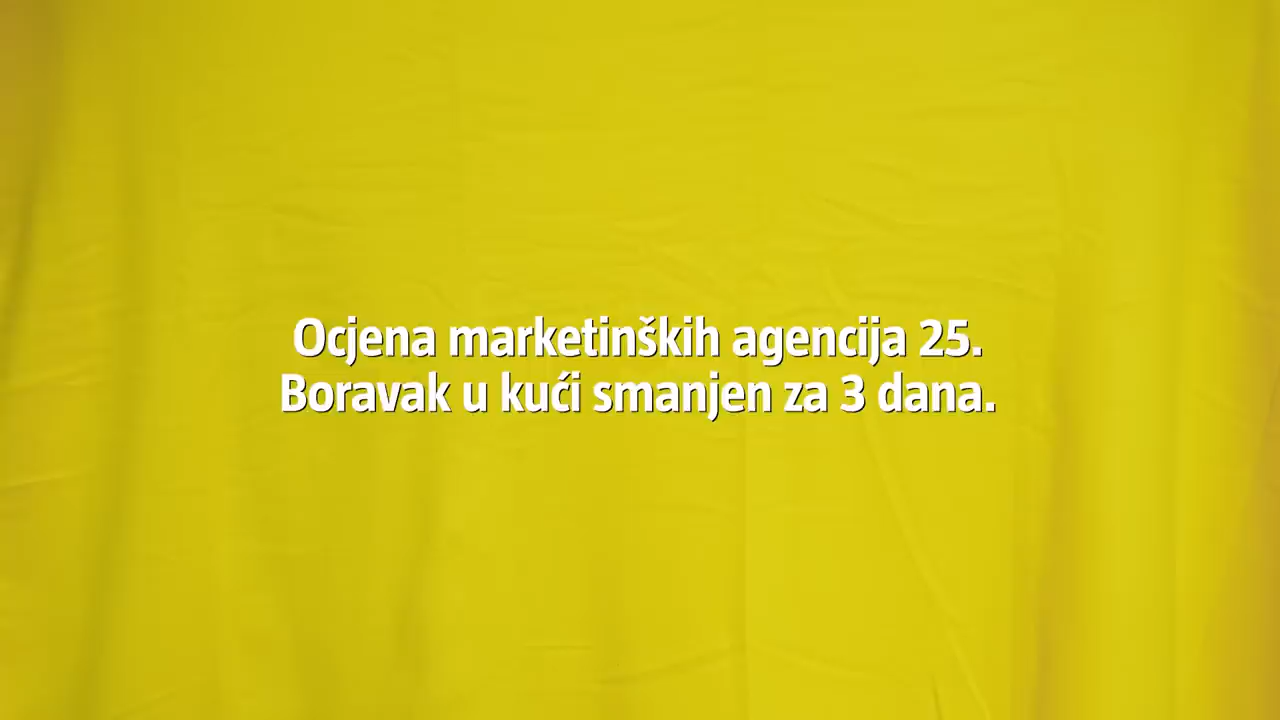 Ocjena marketinških agencija 25.
Boravak u kući smanjen za 3 dana.